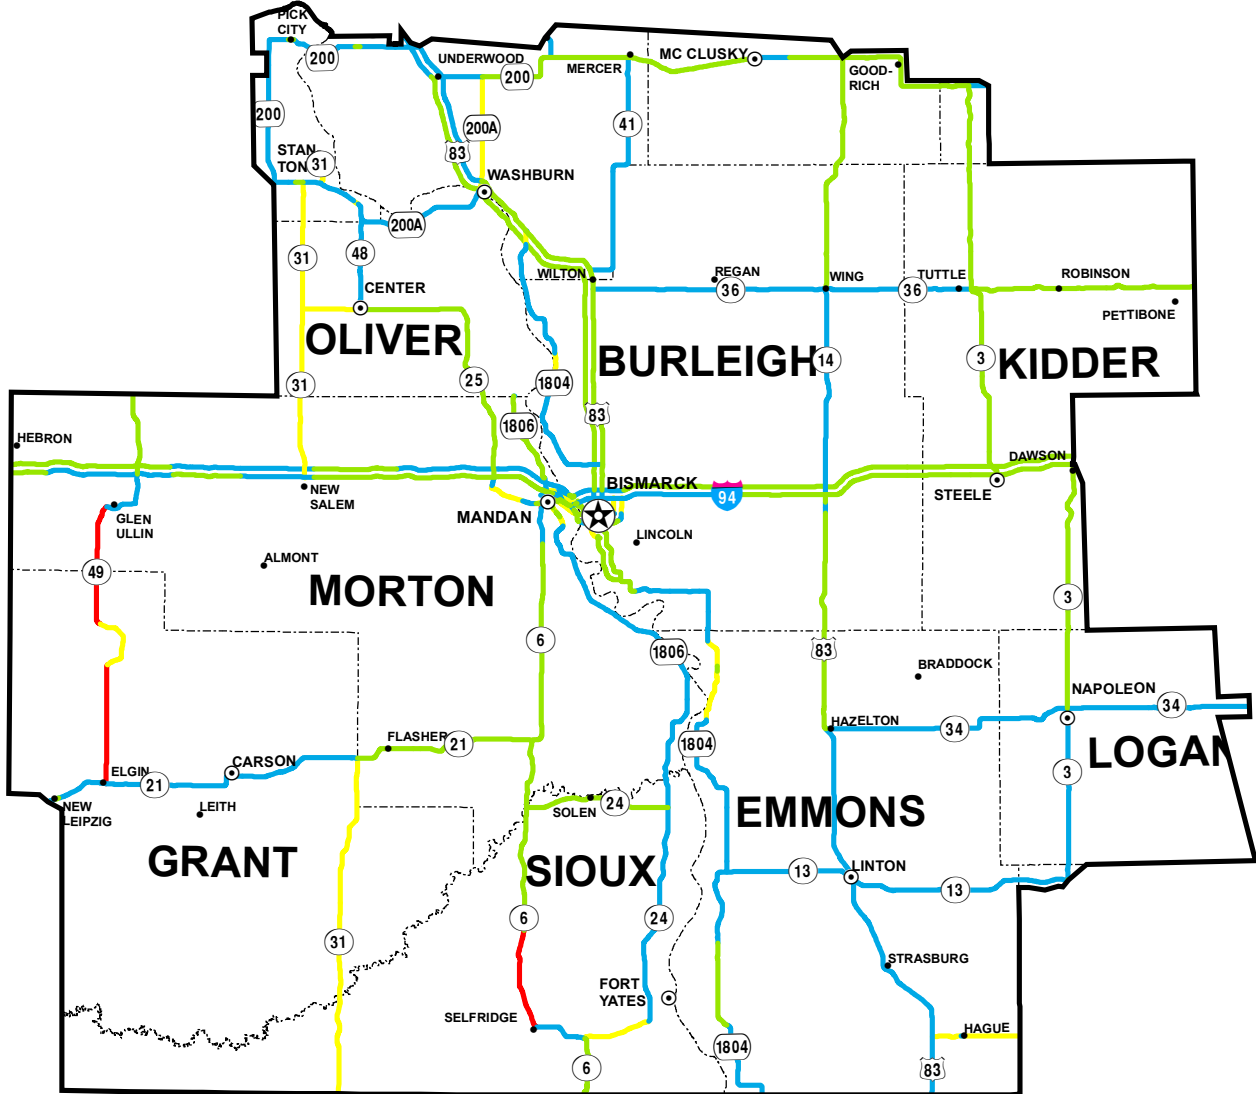 PICK
CITY
200
UNDERWOOD
MC CLUSKY
MERCER
GOOD-
RICH
200
200
200A
41
83
STAN
TON
31
WASHBURN
200A
48
31
WILTON
REGAN
36
WING
36
TUTTLE
ROBINSON
PETTIBONE
CENTER
OLIVER
BURLEIGH
14
3
KIDDER
25
31
1804
83
1806
HEBRON
DAWSON
NEW
SALEM
BISMARCK
94
STEELE
GLEN
ULLIN
MANDAN
LINCOLN
ALMONT
49
MORTON
3
6
1806
83
BRADDOCK
NAPOLEON
34
HAZELTON
34
FLASHER
21
1804
LOGAN
CARSON
ELGIN
21
3
NEW
LEIPZIG
LEITH
SOLEN
24
EMMONS
GRANT
SIOUX
13
LINTON
13
6
24
31
STRASBURG
FORT
YATES
SELFRIDGE
HAGUE
1804
6
83